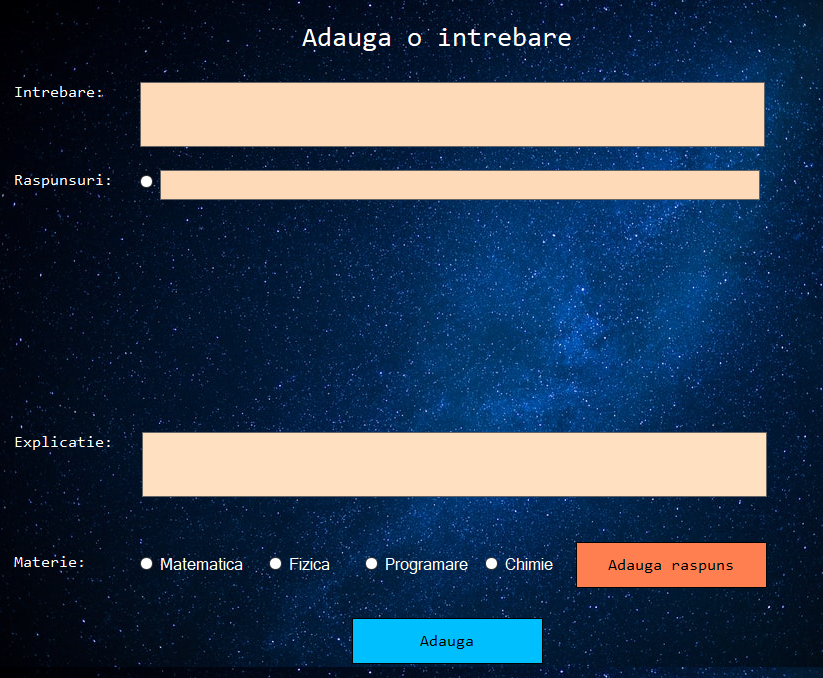 Adauga o intrebare
Intrebare:
Raspunsuri:
Explicatie:
Materie: Matematica Fizica Programare Chimie Adauga raspuns
Adauga